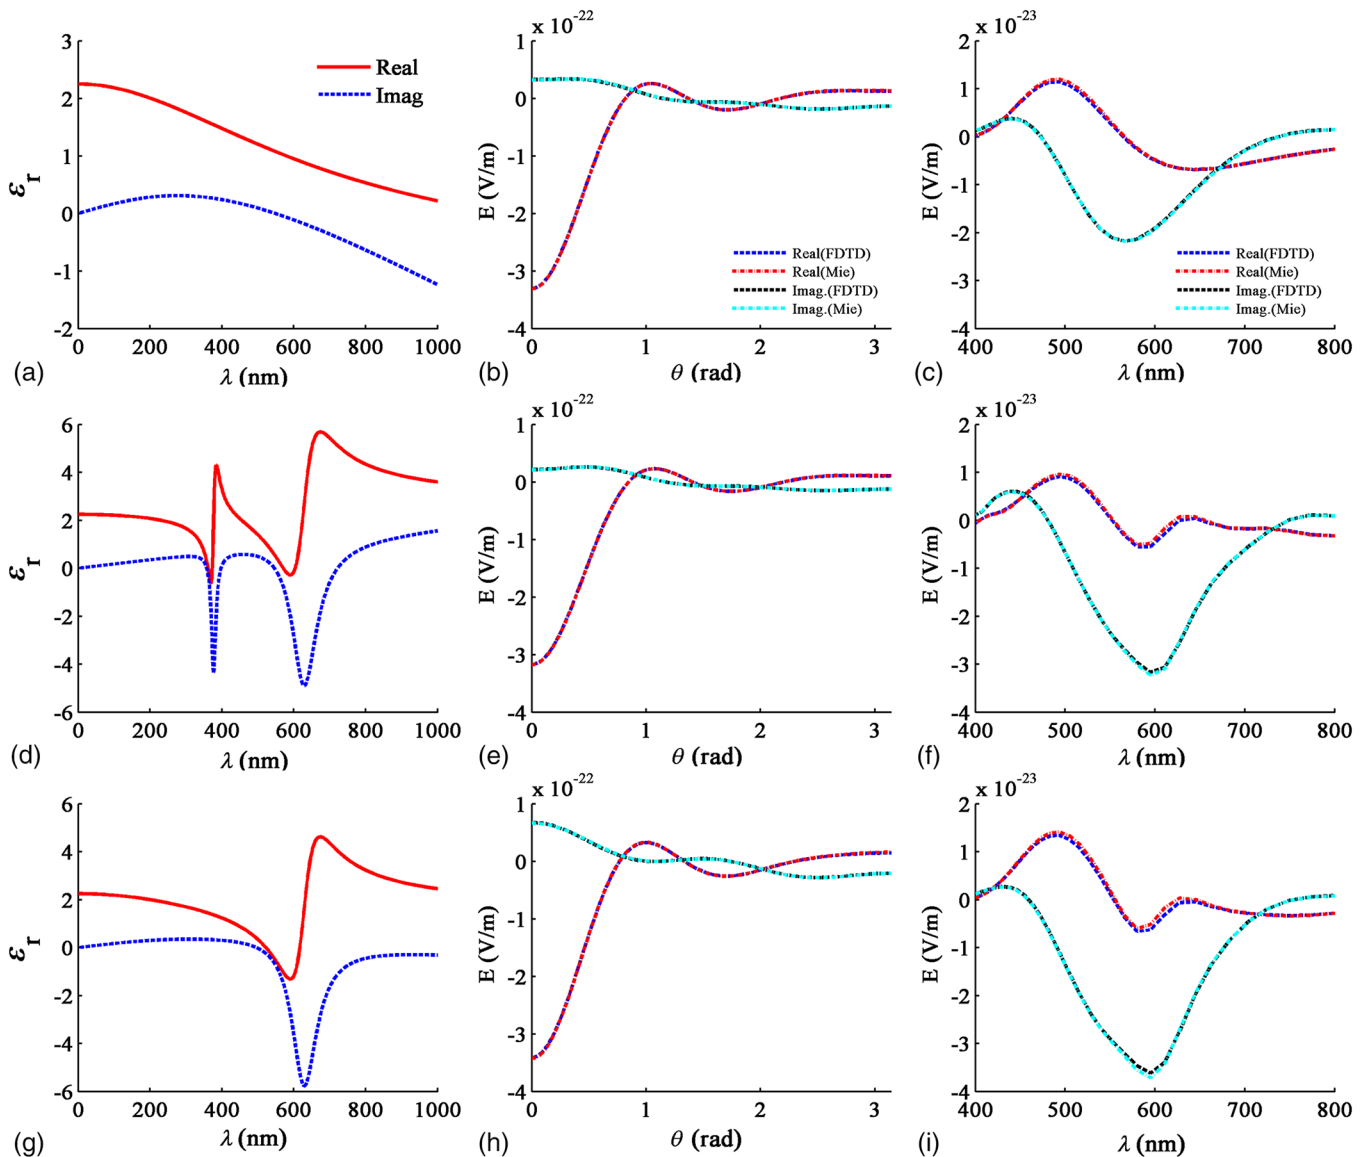 3
2
1
0
-1
-2
εr
Real
Imag
0 200 400 600 800 1000
λ (nm)
(a)
x 10-22
1
0
-1
-2
-3
-4
E (V/m)
Real(FDTD)
Real(Mie)
Imag.(FDTD)
Imag.(Mie)
0 1 2 3
θ (rad)
(b)
x 10-23
2
1
0
-1
-2
-3
-4
E (V/m)
Real(FDTD)
Real(Mie)
Imag.(FDTD)
Imag.(Mie)
400 500 600 700 800
λ (nm)
(c)
6
4
2
0
-2
-4
-6
εr
0 200 400 600 800 1000
λ (nm)
(d)
x 10-22
1
0
-1
-2
-3
-4
E (V/m)
0 1 2 3
θ (rad)
(e)
x 10-23
2
1
0
-1
-2
-3
-4
E (V/m)
400 500 600 700 800
λ (nm)
(f)
6
4
2
0
-2
-4
-6
εr
0 200 400 600 800 1000
λ (nm)
(g)
x 10-22
1
0
-1
-2
-3
-4
E (V/m)
0 1 2 3
θ (rad)
(h)
x 10-23
2
1
0
-1
-2
-3
-4
E (V/m)
400 500 600 700 800
λ (nm)
(i)